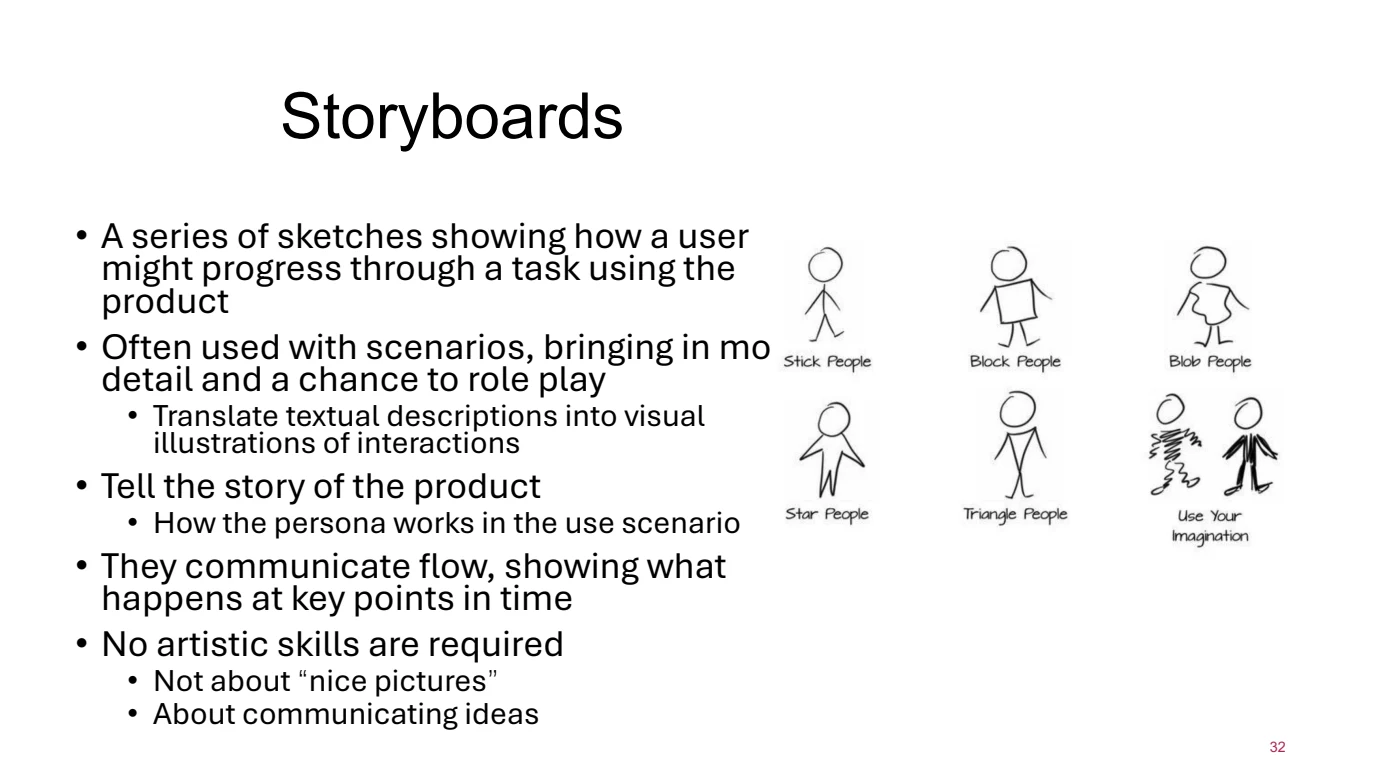 Storyboards
• A series of sketches showing how a user
might progress through a task using the
product
• Often used with scenarios, bringing in mo
detail and a chance to role play
• Translate textual descriptions into visual
illustrations of interactions
• Tell the story of the product
• How the persona works in the use scenario
• They communicate flow, showing what
happens at key points in time
• No artistic skills are required
• Not about “nice pictures”
• About communicating ideas
Stick People
Block People
Blob People
Star People
Triangle People
Use Your
Imagination
32